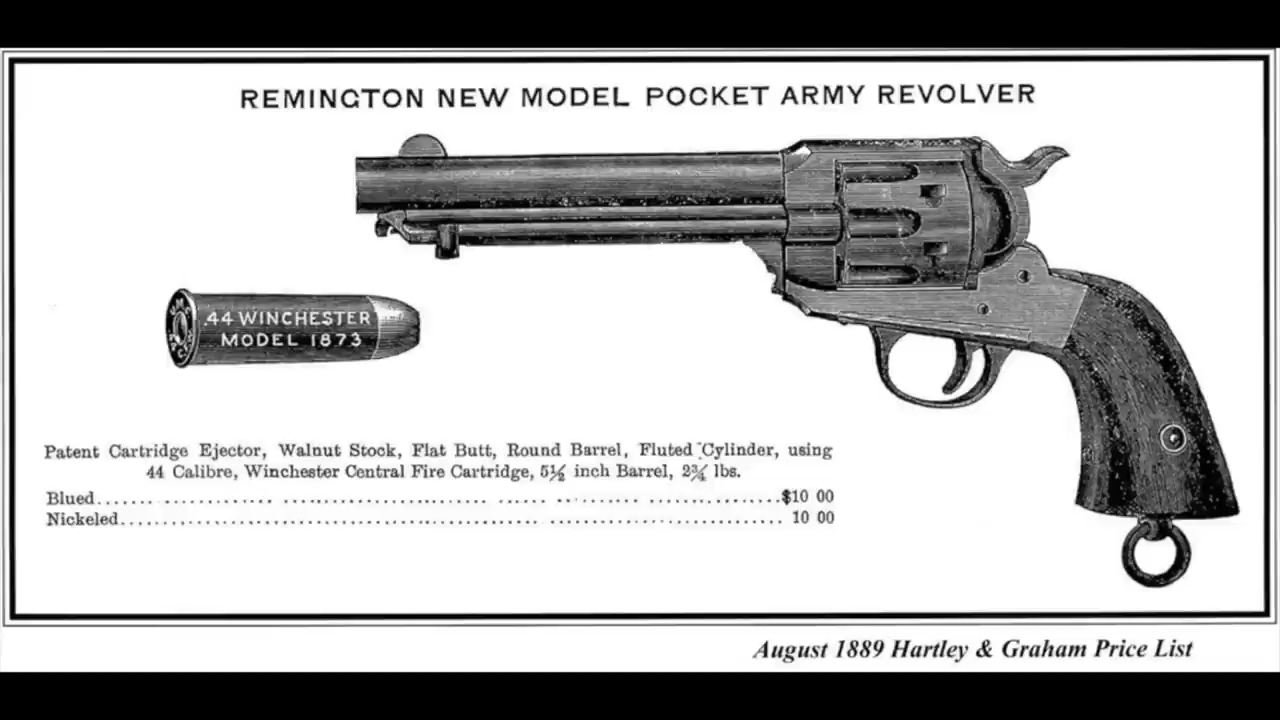 REMINGTON NEW MODEL POCKET ARMY REVOLVER
.44 WINCHESTER
MODEL 1873
Patent Cartridge Ejector, Walnut Stock, Flat Butt, Round Barrel, Fluted Cylinder, using
44 Calibre, Winchester Central Fire Cartridge, 5½ inch Barrel, 2¾ lbs.
Blued.......................................................................................$10 00
Nickeled.................................................................................... 10 00
August 1889 Hartley & Graham Price List